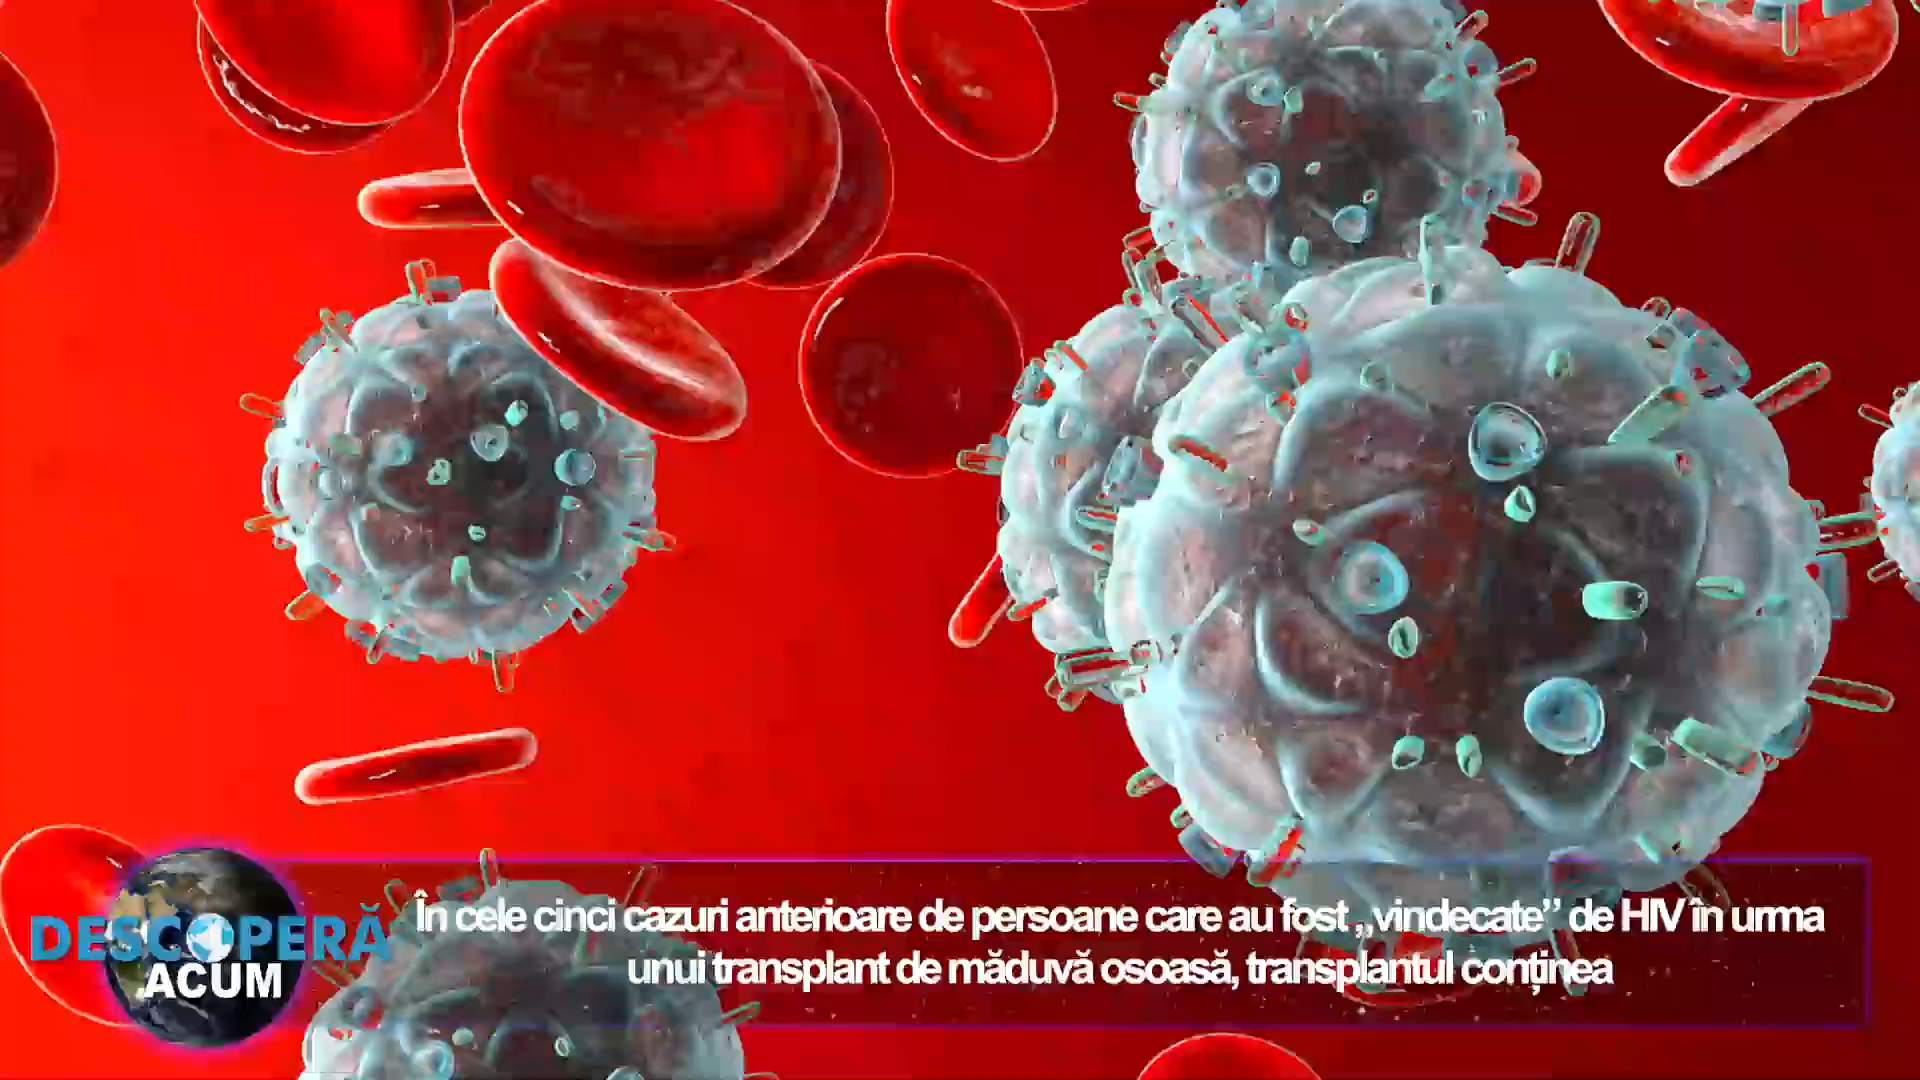 DESCOPERĂ
ACUM
În cele cinci cazuri anterioare de persoane care au fost „vindecate” de HIV în urma
unui transplant de măduvă osoasă, transplantul conținea